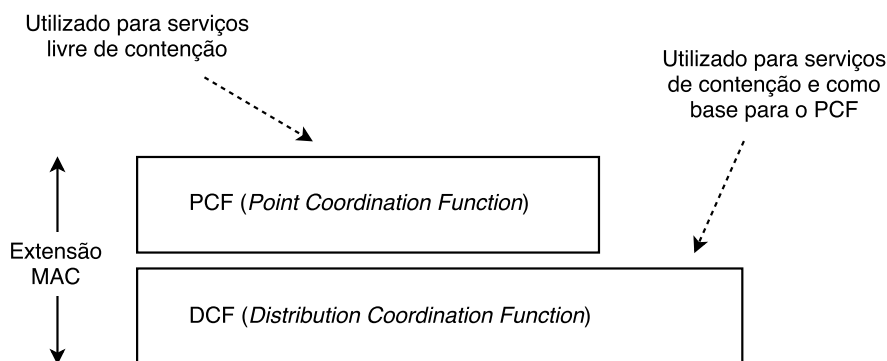 Utilizado para serviços
livre de contenção
Utilizado para serviços
de contenção e como
base para o PCF
PCF (Point Coordination Function)
Extensão
MAC
DCF (Distribution Coordination Function)